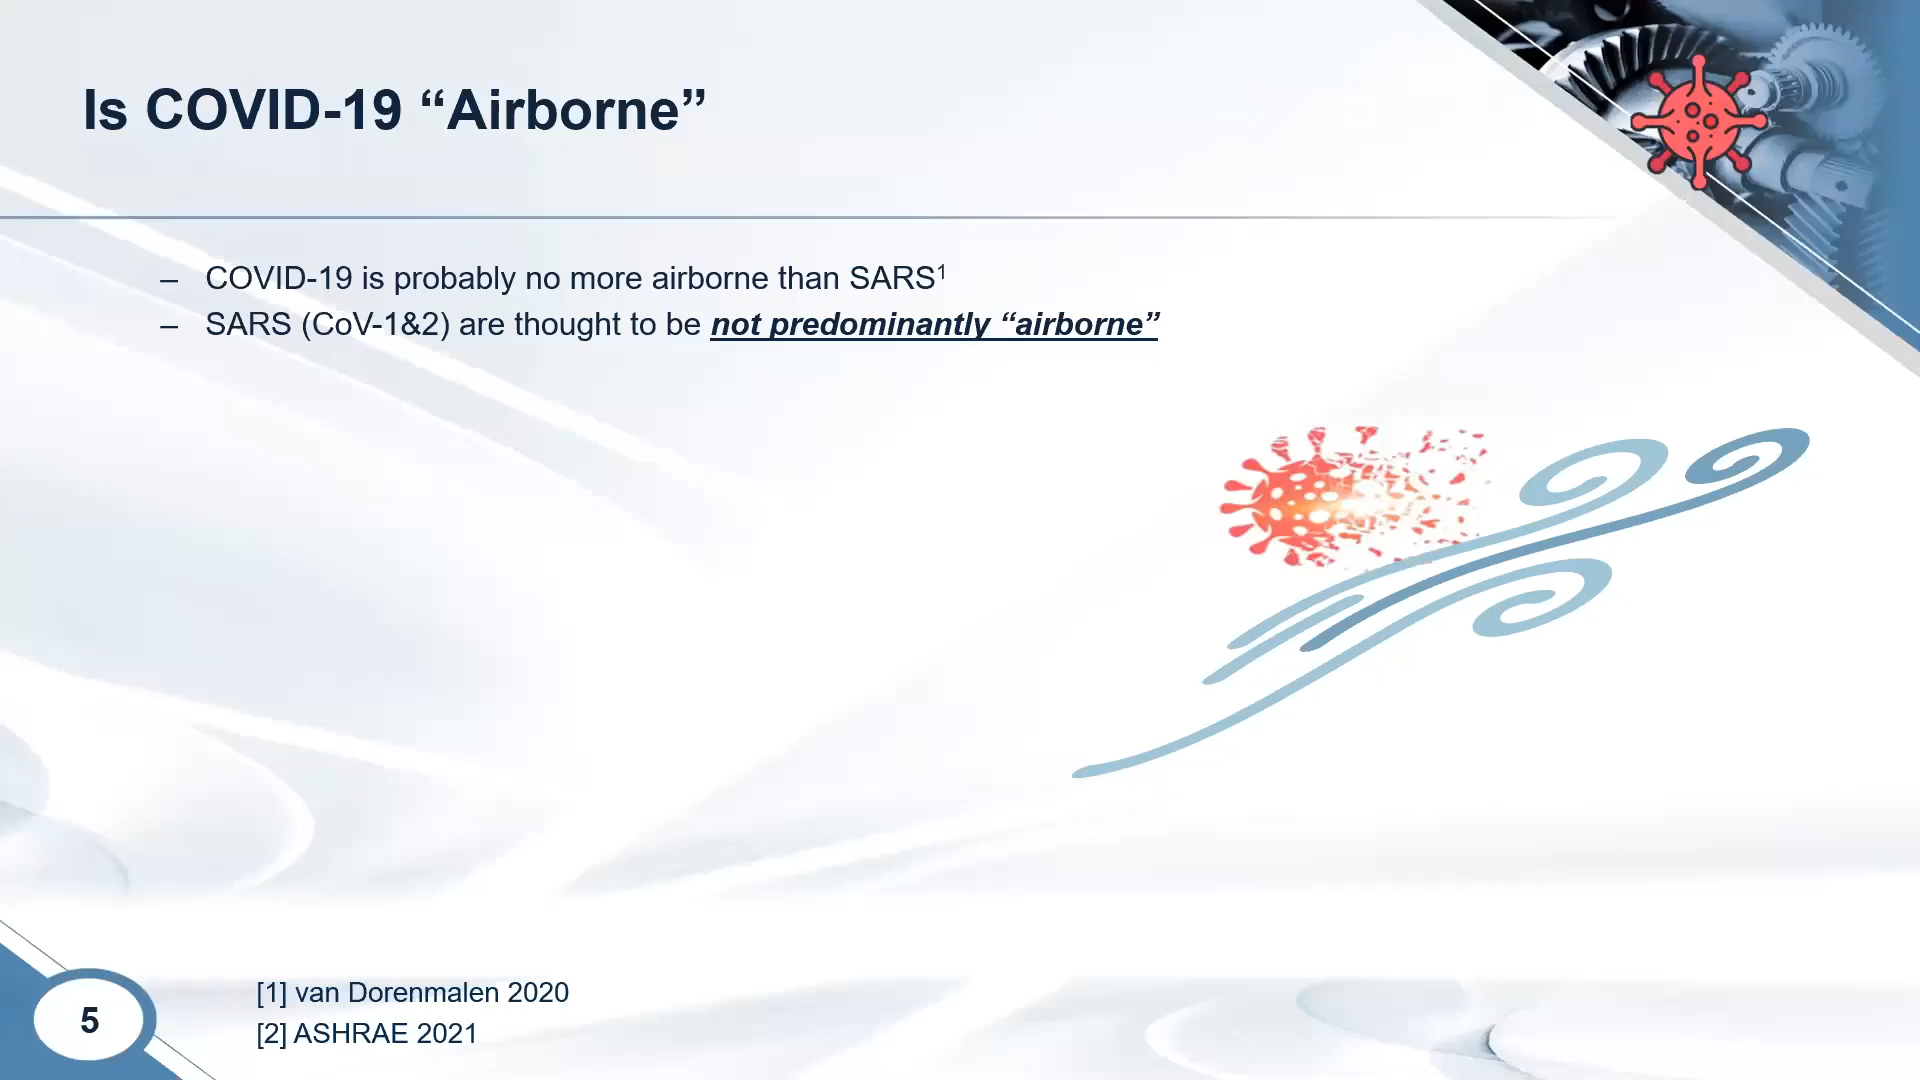 Is COVID-19 “Airborne”
– COVID-19 is probably no more airborne than SARS¹
– SARS (CoV-1&2) are thought to be not predominantly “airborne”
[1] van Dorenmalen 2020
[2] ASHRAE 2021
5